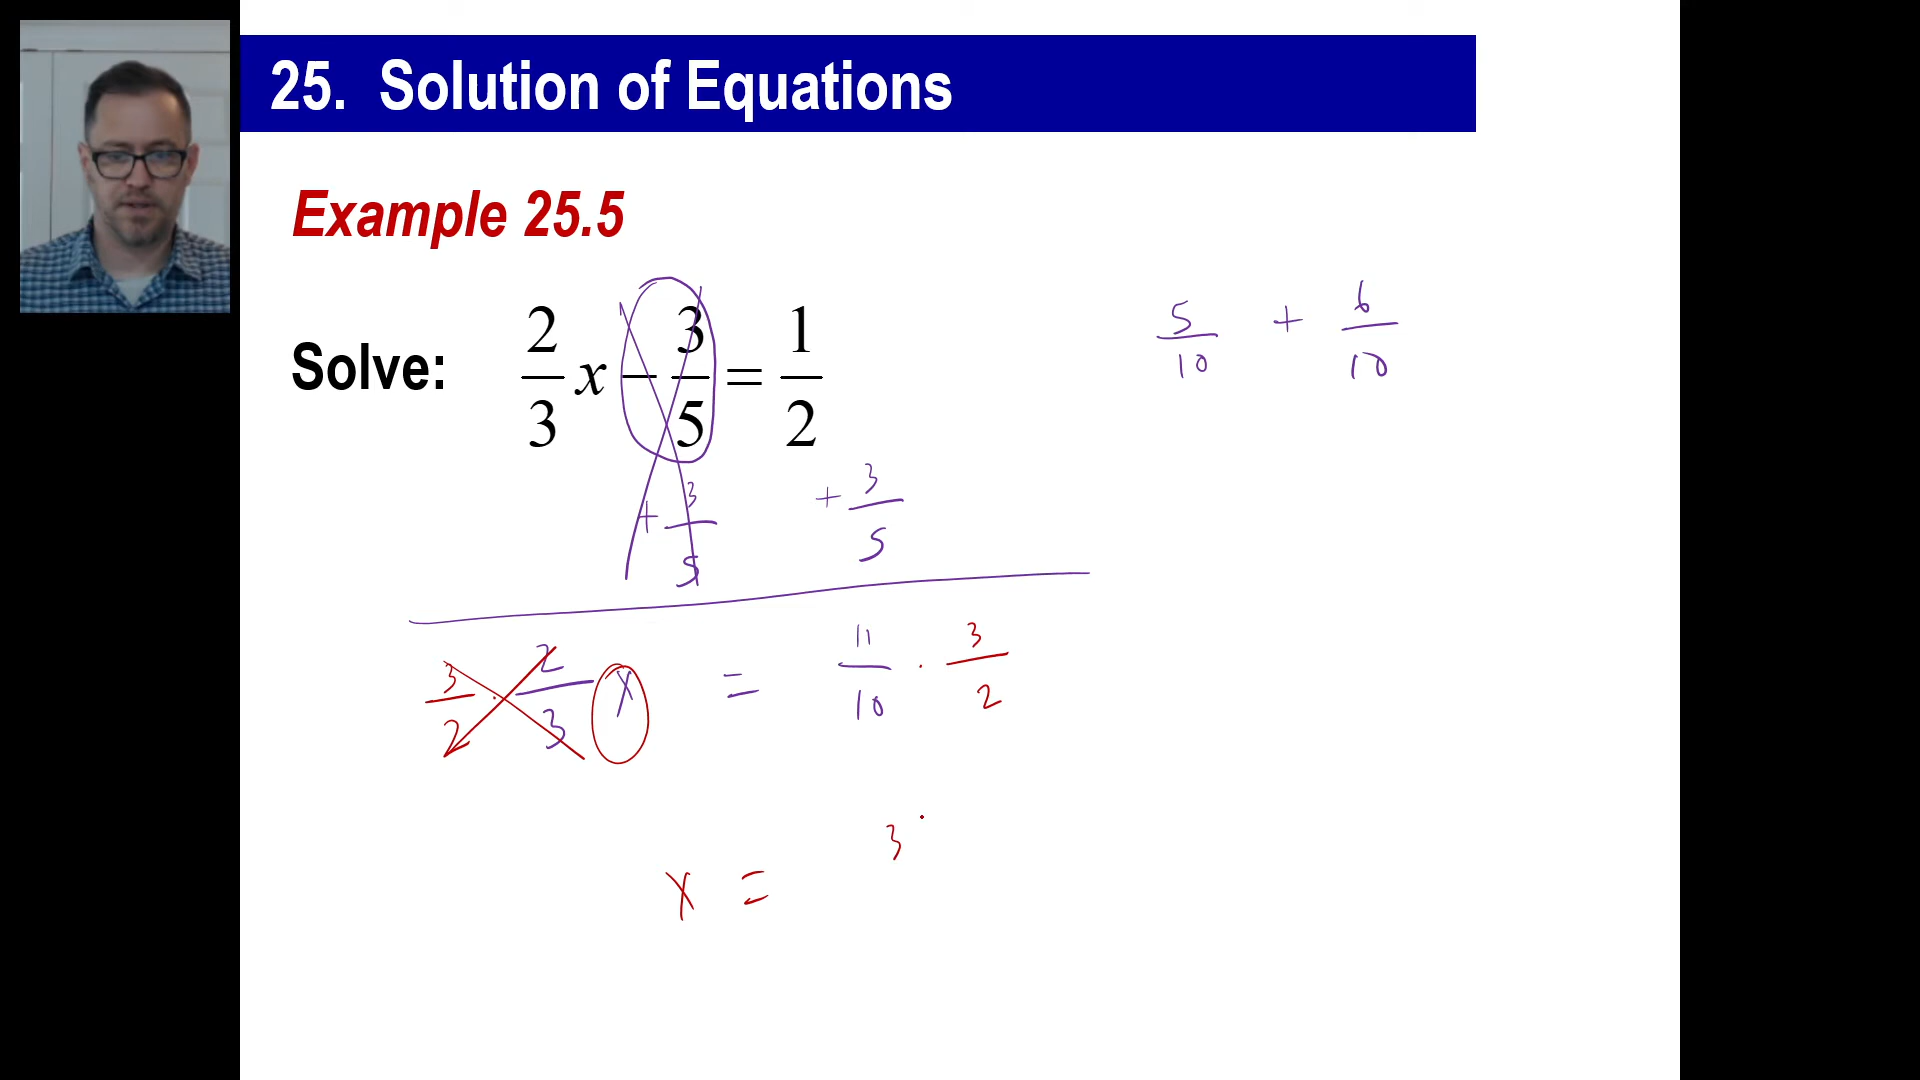 25. Solution of Equations
Example 25.5
Solve: 2/3 x − 3/5 = 1/2
5/10 + 6/10
+ 3/5 + 3/5
3/2 · 2/3 x = 11/10 · 3/2
x = 3